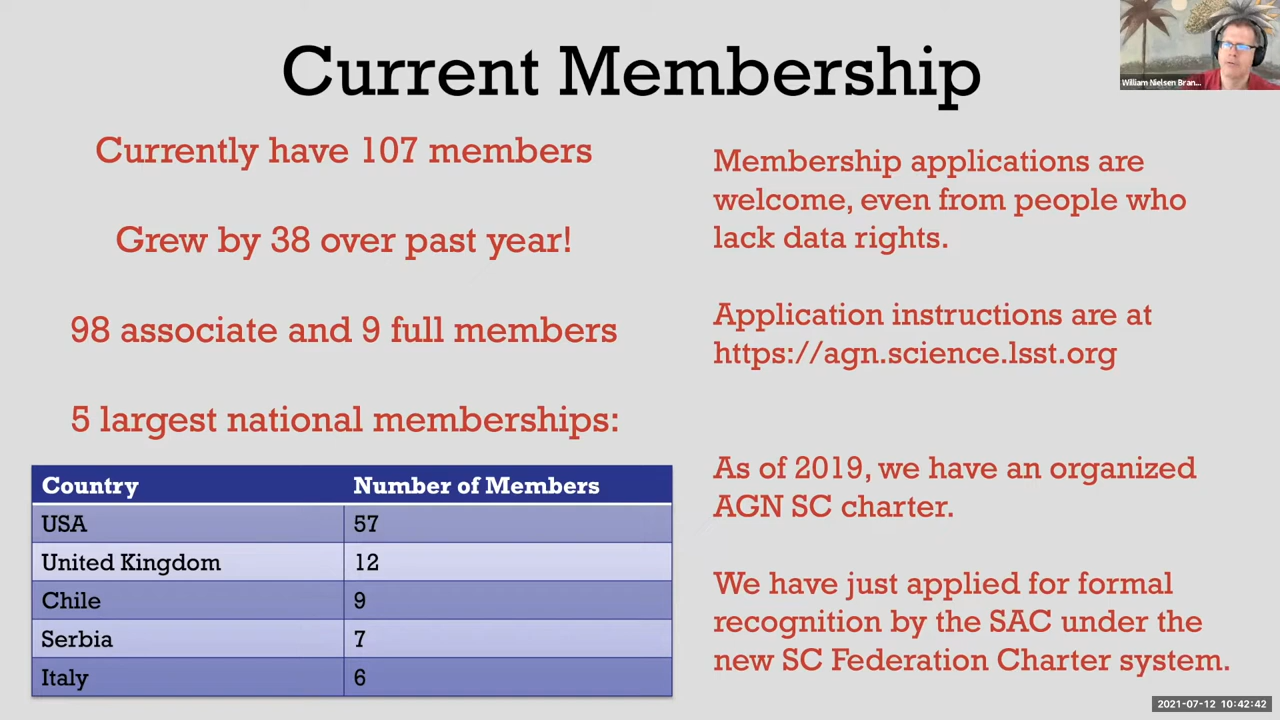 Current Membership
William Nielsen Bran...
Currently have 107 members
Grew by 38 over past year!
98 associate and 9 full members
5 largest national memberships:
Country Number of Members
USA 57
United Kingdom 12
Chile 9
Serbia 7
Italy 6
Membership applications are
welcome, even from people who
lack data rights.
Application instructions are at
https://agn.science.lsst.org
As of 2019, we have an organized
AGN SC charter.
We have just applied for formal
recognition by the SAC under the
new SC Federation Charter system.
2021-07-12 10:42:42